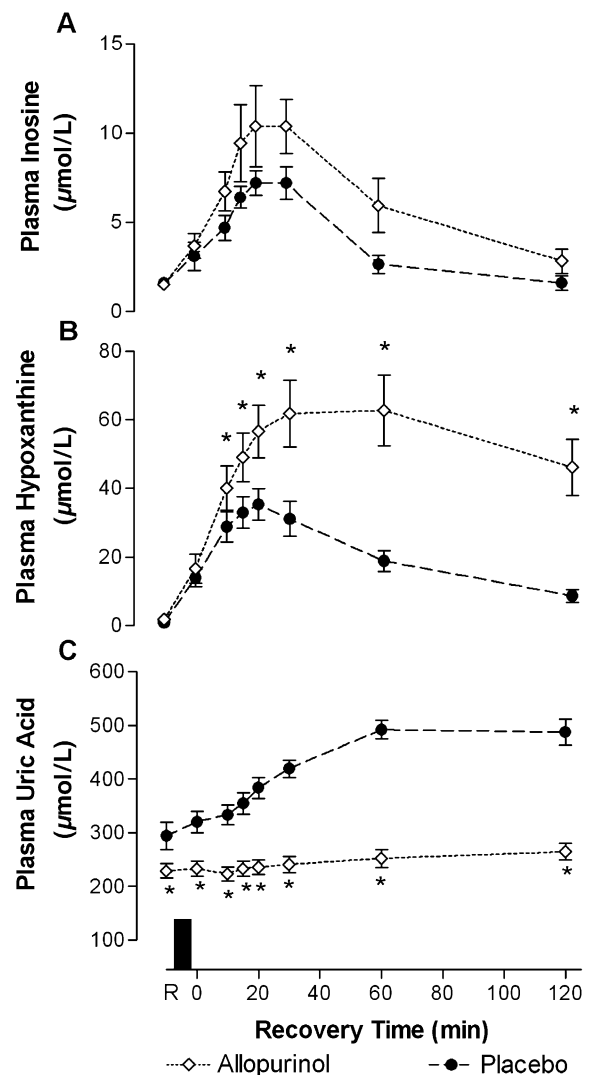 A
15
10
5
0
Plasma Inosine
(µmol/L)
B
80
60
40
20
0
Plasma Hypoxanthine
(µmol/L)
* * * * * *
C
600
500
400
300
200
100
Plasma Uric Acid
(µmol/L)
* * * * * * * *
R 0 20 40 60 80 100 120
Recovery Time (min)
Allopurinol Placebo